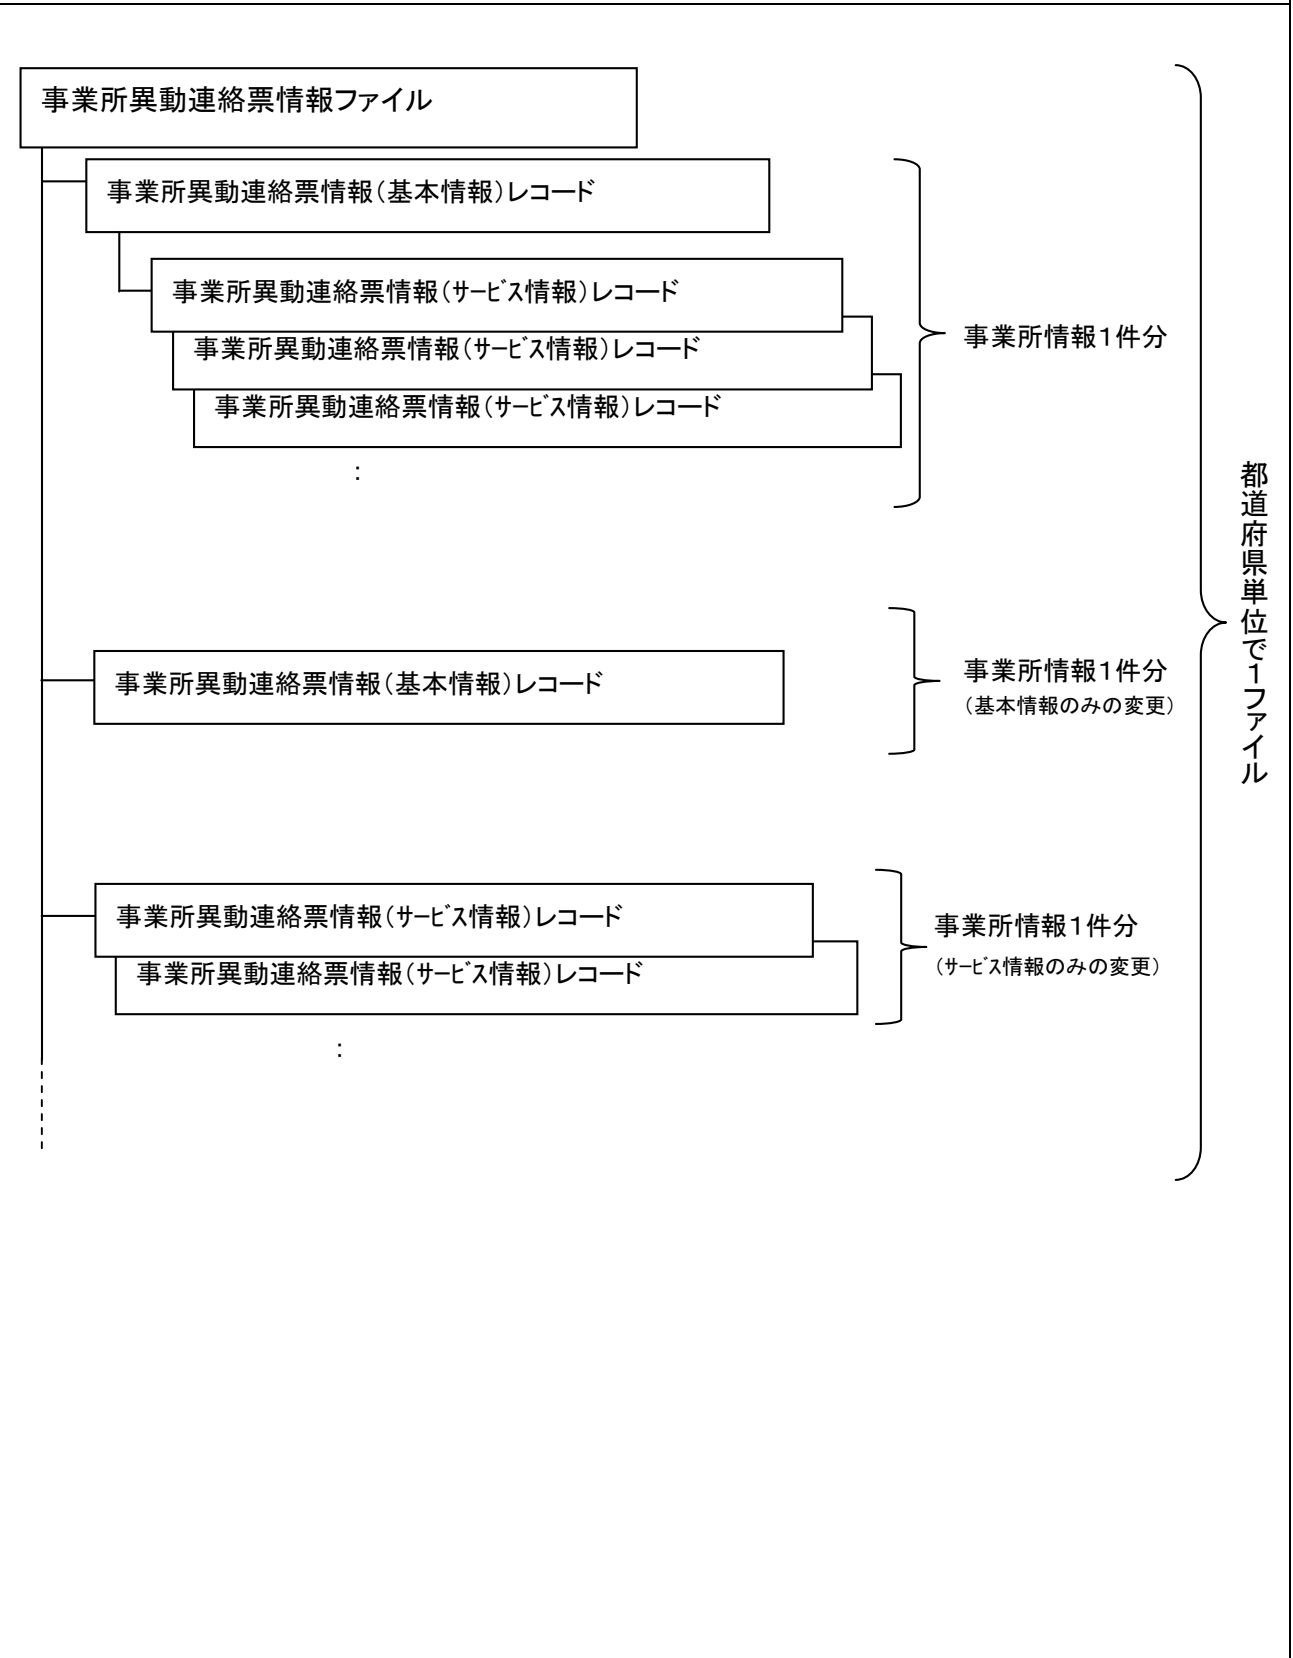 事業所異動連絡票情報ファイル
事業所異動連絡票情報（基本情報）レコード
事業所異動連絡票情報（ｻｰﾋﾞｽ情報）レコード
事業所異動連絡票情報（ｻｰﾋﾞｽ情報）レコード
事業所異動連絡票情報（ｻｰﾋﾞｽ情報）レコード
：
事業所情報１件分
事業所異動連絡票情報（基本情報）レコード
事業所情報１件分
（基本情報のみの変更）
事業所異動連絡票情報（ｻｰﾋﾞｽ情報）レコード
事業所異動連絡票情報（ｻｰﾋﾞｽ情報）レコード
：
事業所情報１件分
（ｻｰﾋﾞｽ情報のみの変更）
都道府県単位で１ファイル